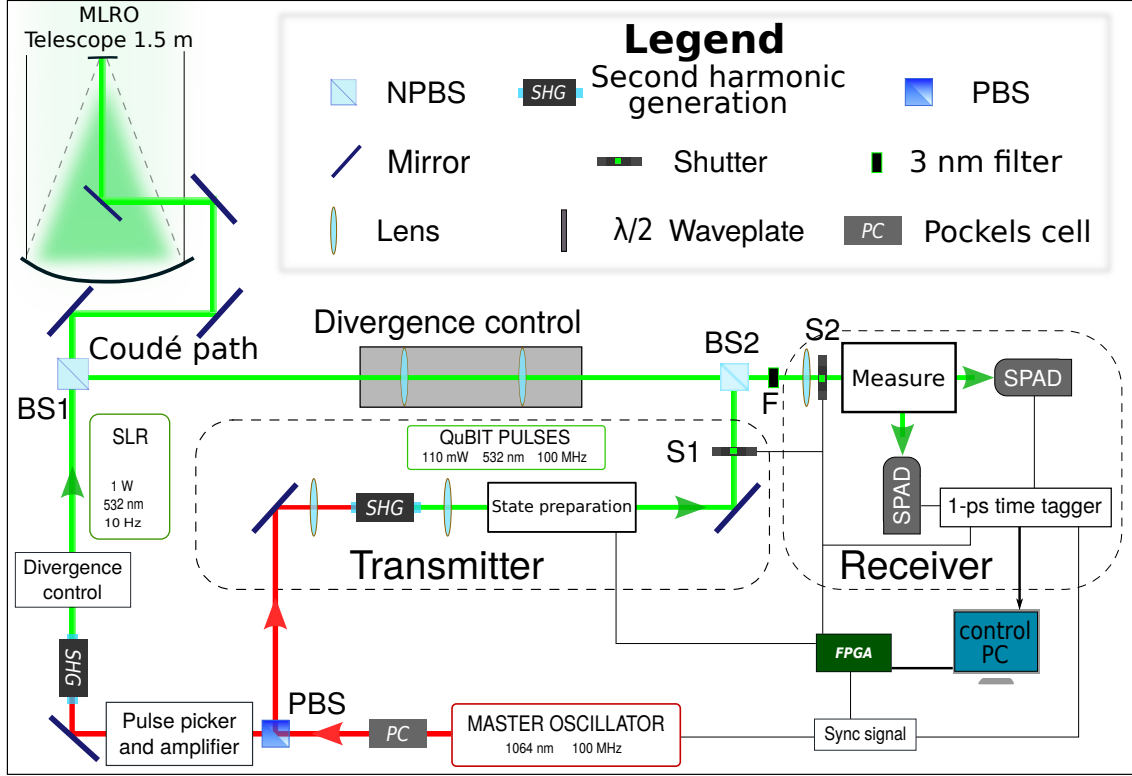 MLRO
Telescope 1.5 m
Legend
NPBS
SHG
Second harmonic
generation
PBS
Mirror
Shutter
3 nm filter
Lens
λ/2 Waveplate
PC
Pockels cell
Coudé path
BS1
Divergence control
BS2
F
S2
Measure
SPAD
SPAD
1-ps time tagger
Receiver
SLR
1 W
532 nm
10 Hz
QuBIT PULSES
110 mW 532 nm 100 MHz
S1
SHG
State preparation
Transmitter
Divergence
control
SHG
Pulse picker
and amplifier
PBS
PC
MASTER OSCILLATOR
1064 nm 100 MHz
FPGA
control
PC
Sync signal